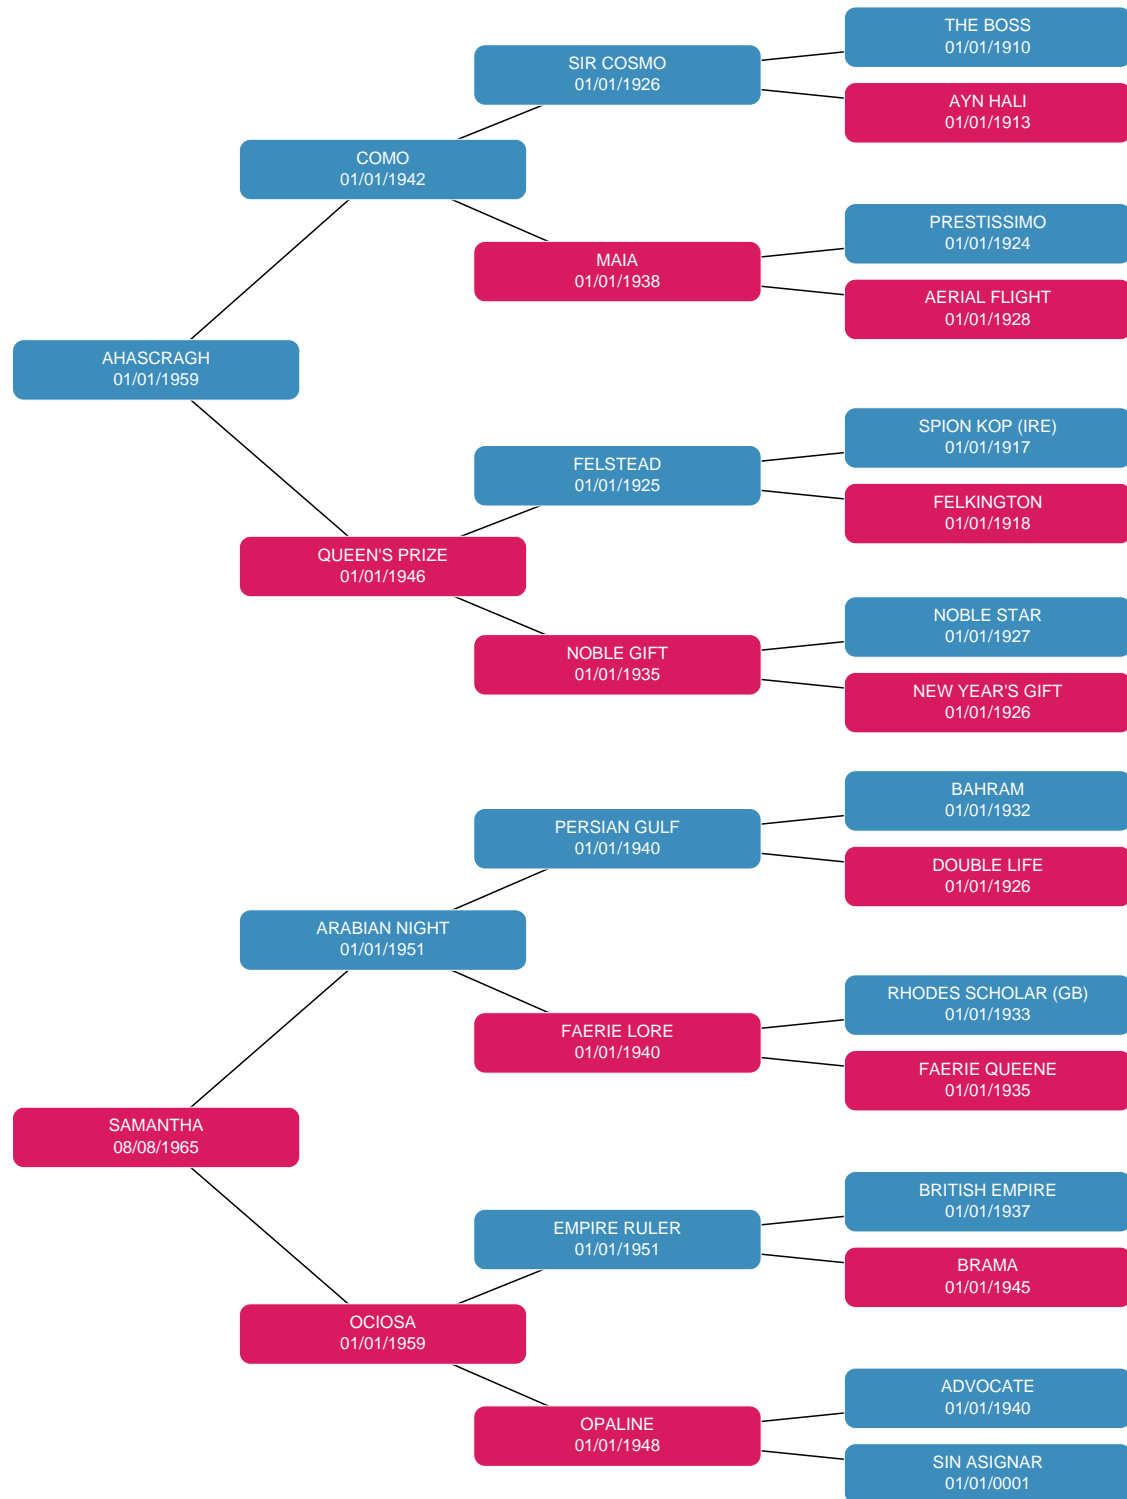 THE BOSS
01/01/1910
SIR COSMO
01/01/1926
AYN HALI
01/01/1913
COMO
01/01/1942
PRESTISSIMO
01/01/1924
MAIA
01/01/1938
AERIAL FLIGHT
01/01/1928
AHASCRAGH
01/01/1959
SPION KOP (IRE)
01/01/1917
FELSTEAD
01/01/1925
FELKINGTON
01/01/1918
QUEEN'S PRIZE
01/01/1946
NOBLE STAR
01/01/1927
NOBLE GIFT
01/01/1935
NEW YEAR'S GIFT
01/01/1926
BAHRAM
01/01/1932
PERSIAN GULF
01/01/1940
DOUBLE LIFE
01/01/1926
ARABIAN NIGHT
01/01/1951
RHODES SCHOLAR (GB)
01/01/1933
FAERIE LORE
01/01/1940
FAERIE QUEENE
01/01/1935
SAMANTHA
08/08/1965
BRITISH EMPIRE
01/01/1937
EMPIRE RULER
01/01/1951
BRAMA
01/01/1945
OCIOSA
01/01/1959
ADVOCATE
01/01/1940
OPALINE
01/01/1948
SIN ASIGNAR
01/01/0001